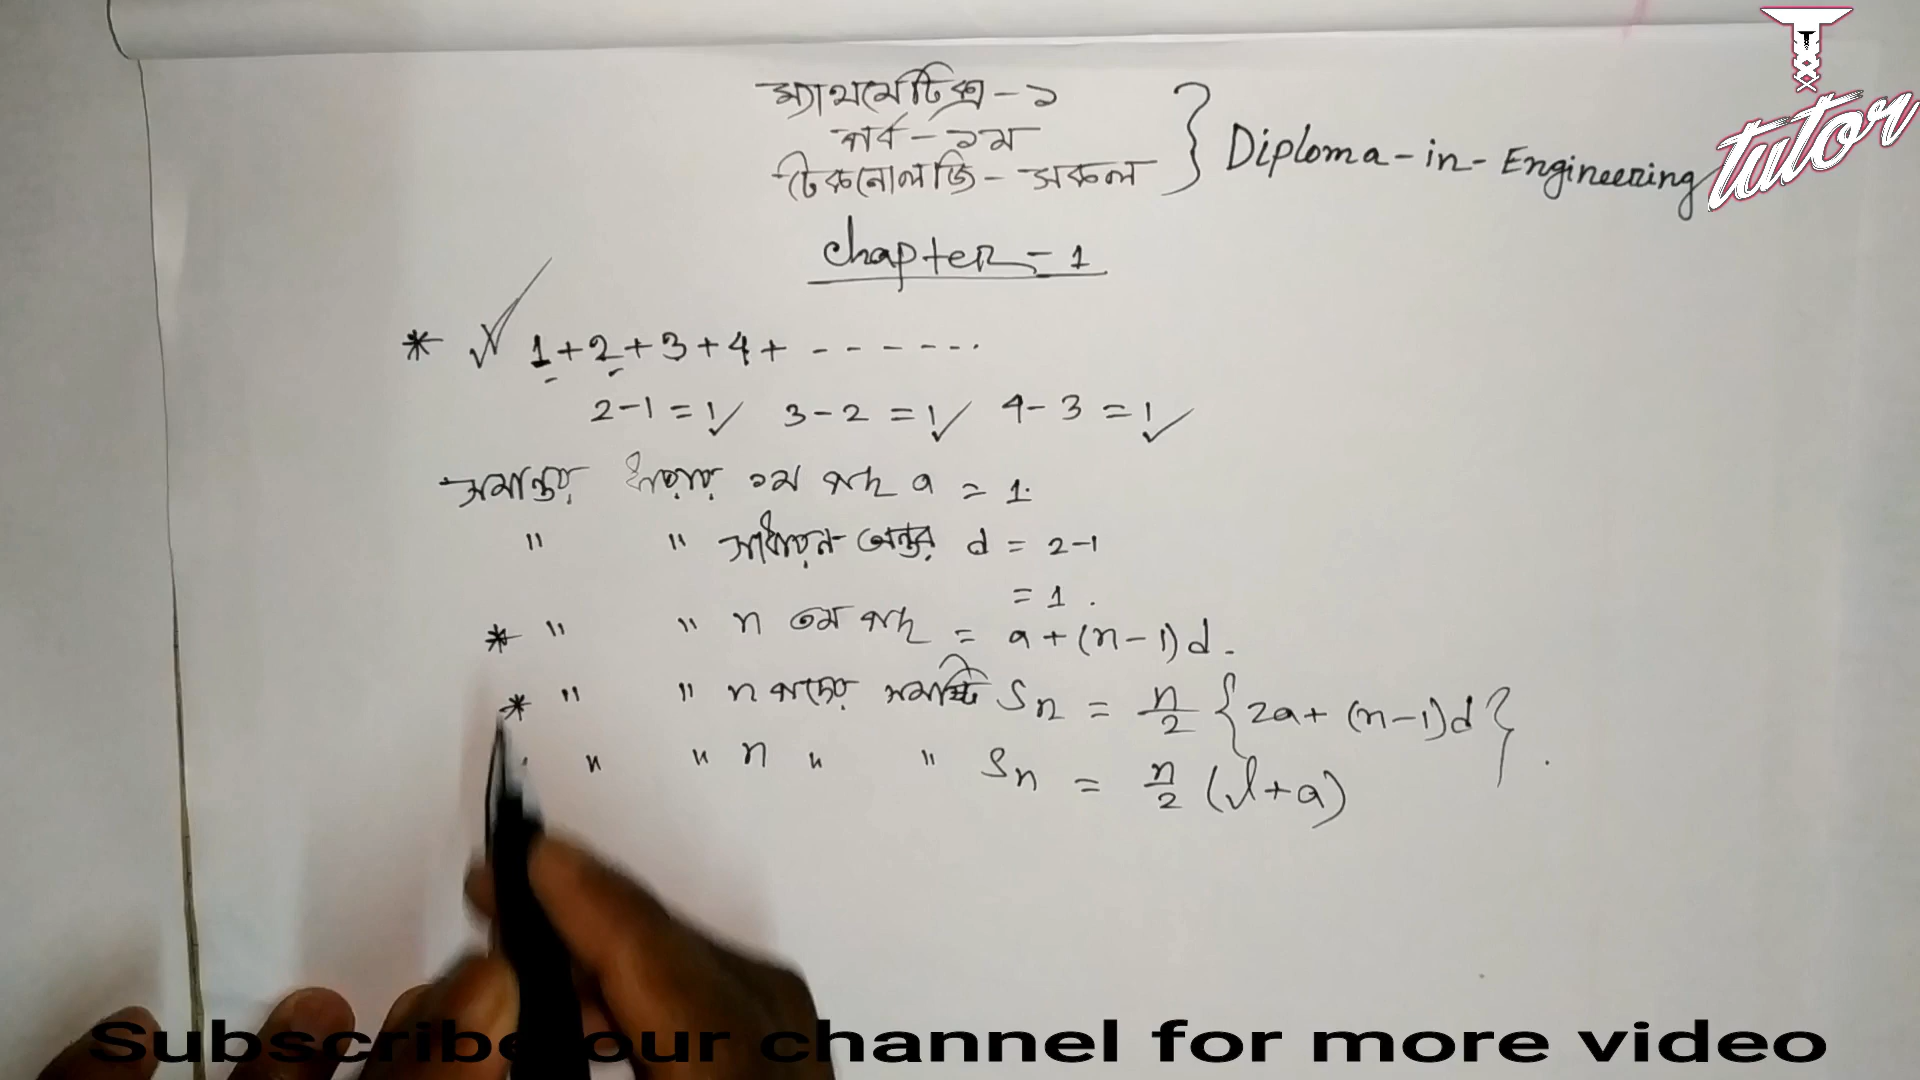 ম্যাথমেটিক্স - ১
পর্ব - ১ম
টেকনোলজি - সকল
} Diploma-in-Engineering
T
tutor
chapter - 1
* √ 1+2+3+4+ -------
2-1 = 1✓ 3-2 = 1✓ 4-3 = 1✓
সমান্তর ধারার ১ম পদ a = 1.
" " সাধারন অন্তর d = 2-1
= 1.
* " " n তম পদ = a+(n-1)d.
* " " n পদের সমষ্টি Sn = n/2 {2a+(n-1)d}.
" " n " " Sn = n/2 (l+a)
Subscribe our channel for more video